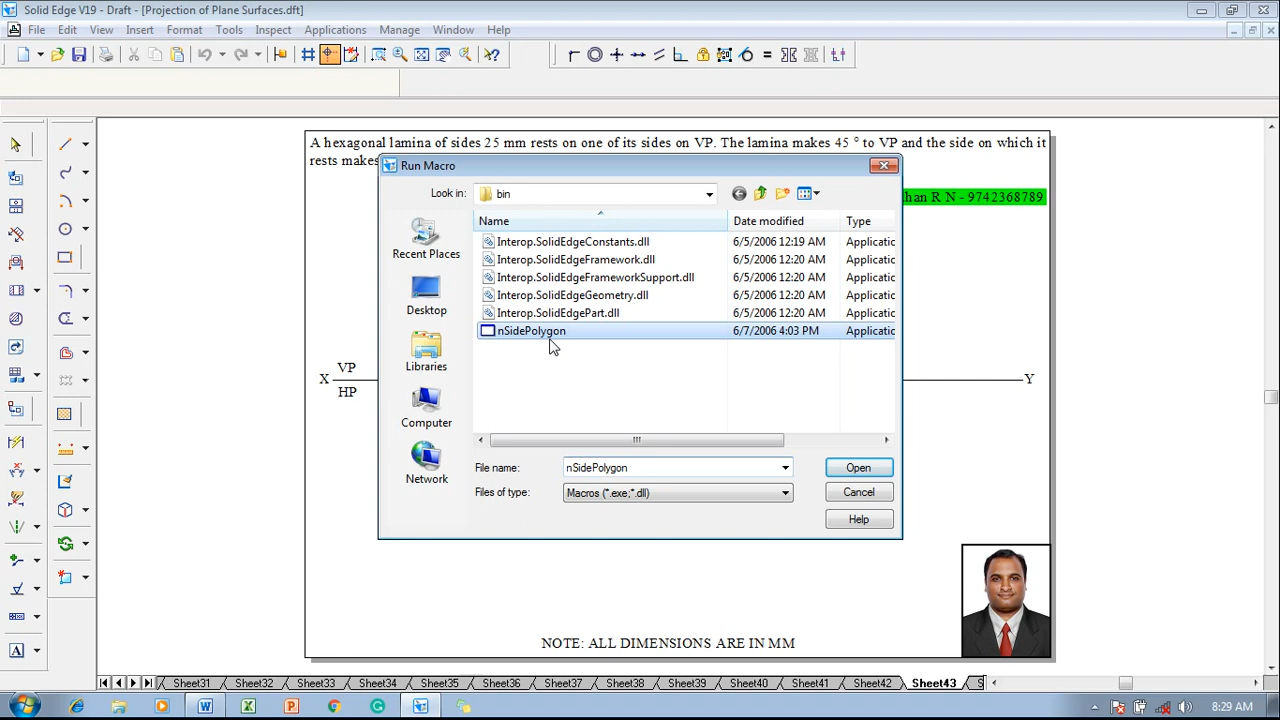 Solid Edge V19 - Draft - [Projection of Plane Surfaces.dft]
File Edit View Insert Format Tools Inspect Applications Manage Window Help
A hexagonal lamina of sides 25 mm rests on one of its sides on VP. The lamina makes 45 ° to VP and the side on which it
rests makes
han R N - 9742368789
Run Macro
Look in: bin
Name Date modified Type
Interop.SolidEdgeConstants.dll 6/5/2006 12:19 AM Applicatic
Interop.SolidEdgeFramework.dll 6/5/2006 12:20 AM Applicatic
Interop.SolidEdgeFrameworkSupport.dll 6/5/2006 12:20 AM Applicatic
Interop.SolidEdgeGeometry.dll 6/5/2006 12:20 AM Applicatic
Interop.SolidEdgePart.dll 6/5/2006 12:20 AM Applicatic
nSidePolygon 6/7/2006 4:03 PM Applicatic
Recent Places
Desktop
Libraries
Computer
Network
File name: nSidePolygon Open
Files of type: Macros (*.exe;*.dll) Cancel
Help
VP
X Y
HP
NOTE: ALL DIMENSIONS ARE IN MM
Sheet31 Sheet32 Sheet33 Sheet34 Sheet35 Sheet36 Sheet37 Sheet38 Sheet39 Sheet40 Sheet41 Sheet42 Sheet43 S
8:29 AM